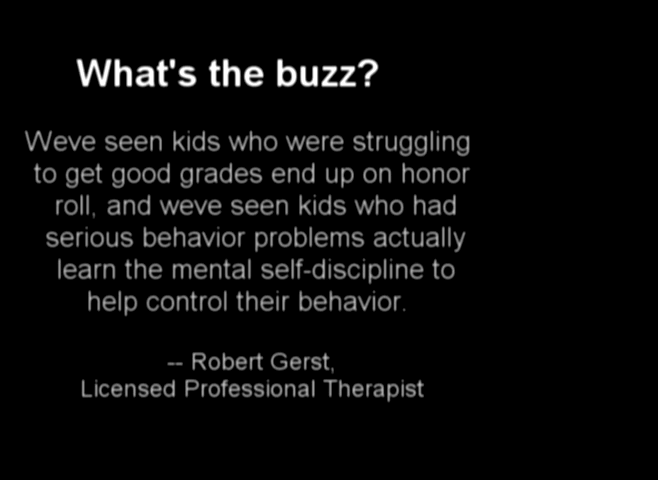 What's the buzz?
Weve seen kids who were struggling
to get good grades end up on honor
roll, and weve seen kids who had
serious behavior problems actually
learn the mental self-discipline to
help control their behavior.
-- Robert Gerst,
Licensed Professional Therapist